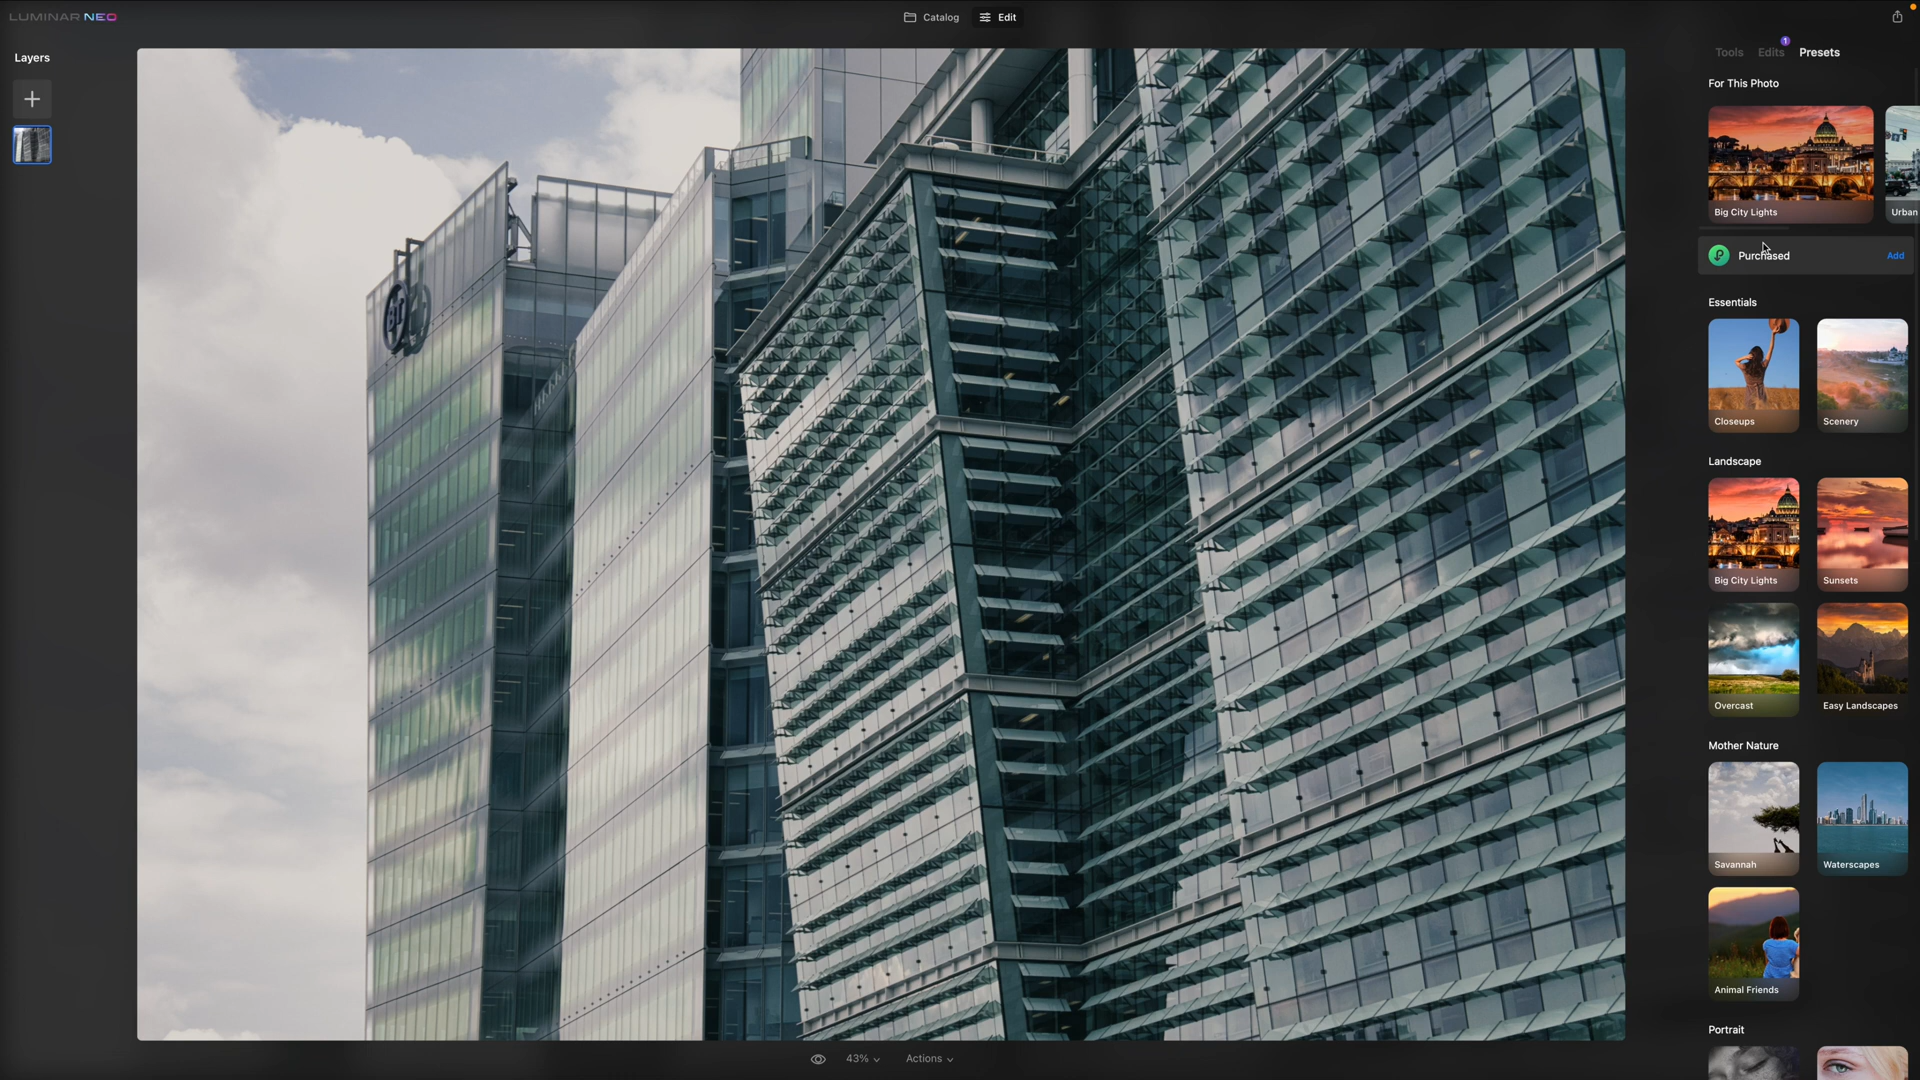 LUMINAR NEO
Catalog
Edit
Layers
Tools
Edits
1
Presets
For This Photo
Big City Lights
Urban
Purchased
Add
Essentials
Closeups
Scenery
Landscape
Big City Lights
Sunsets
Overcast
Easy Landscapes
Mother Nature
Savannah
Waterscapes
Animal Friends
Portrait
43%
Actions